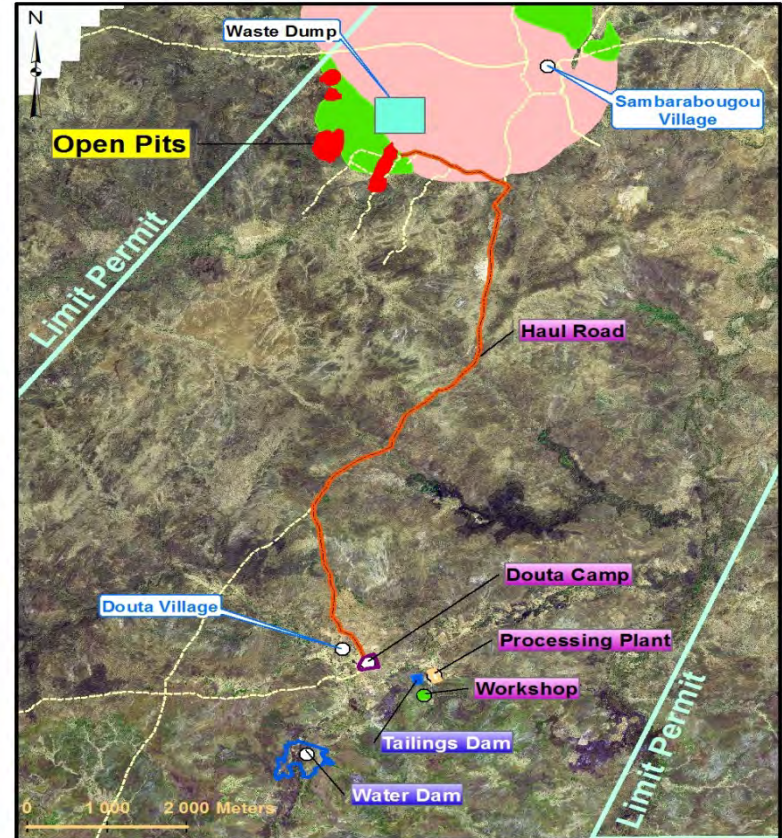 N
Waste Dump
Sambarabougou
Village
Open Pits
Limit Permit
Haul Road
Douta Camp
Douta Village
Processing Plant
Workshop
Tailings Dam
Water Dam
Limit Permit
0 1 000 2 000 Meters